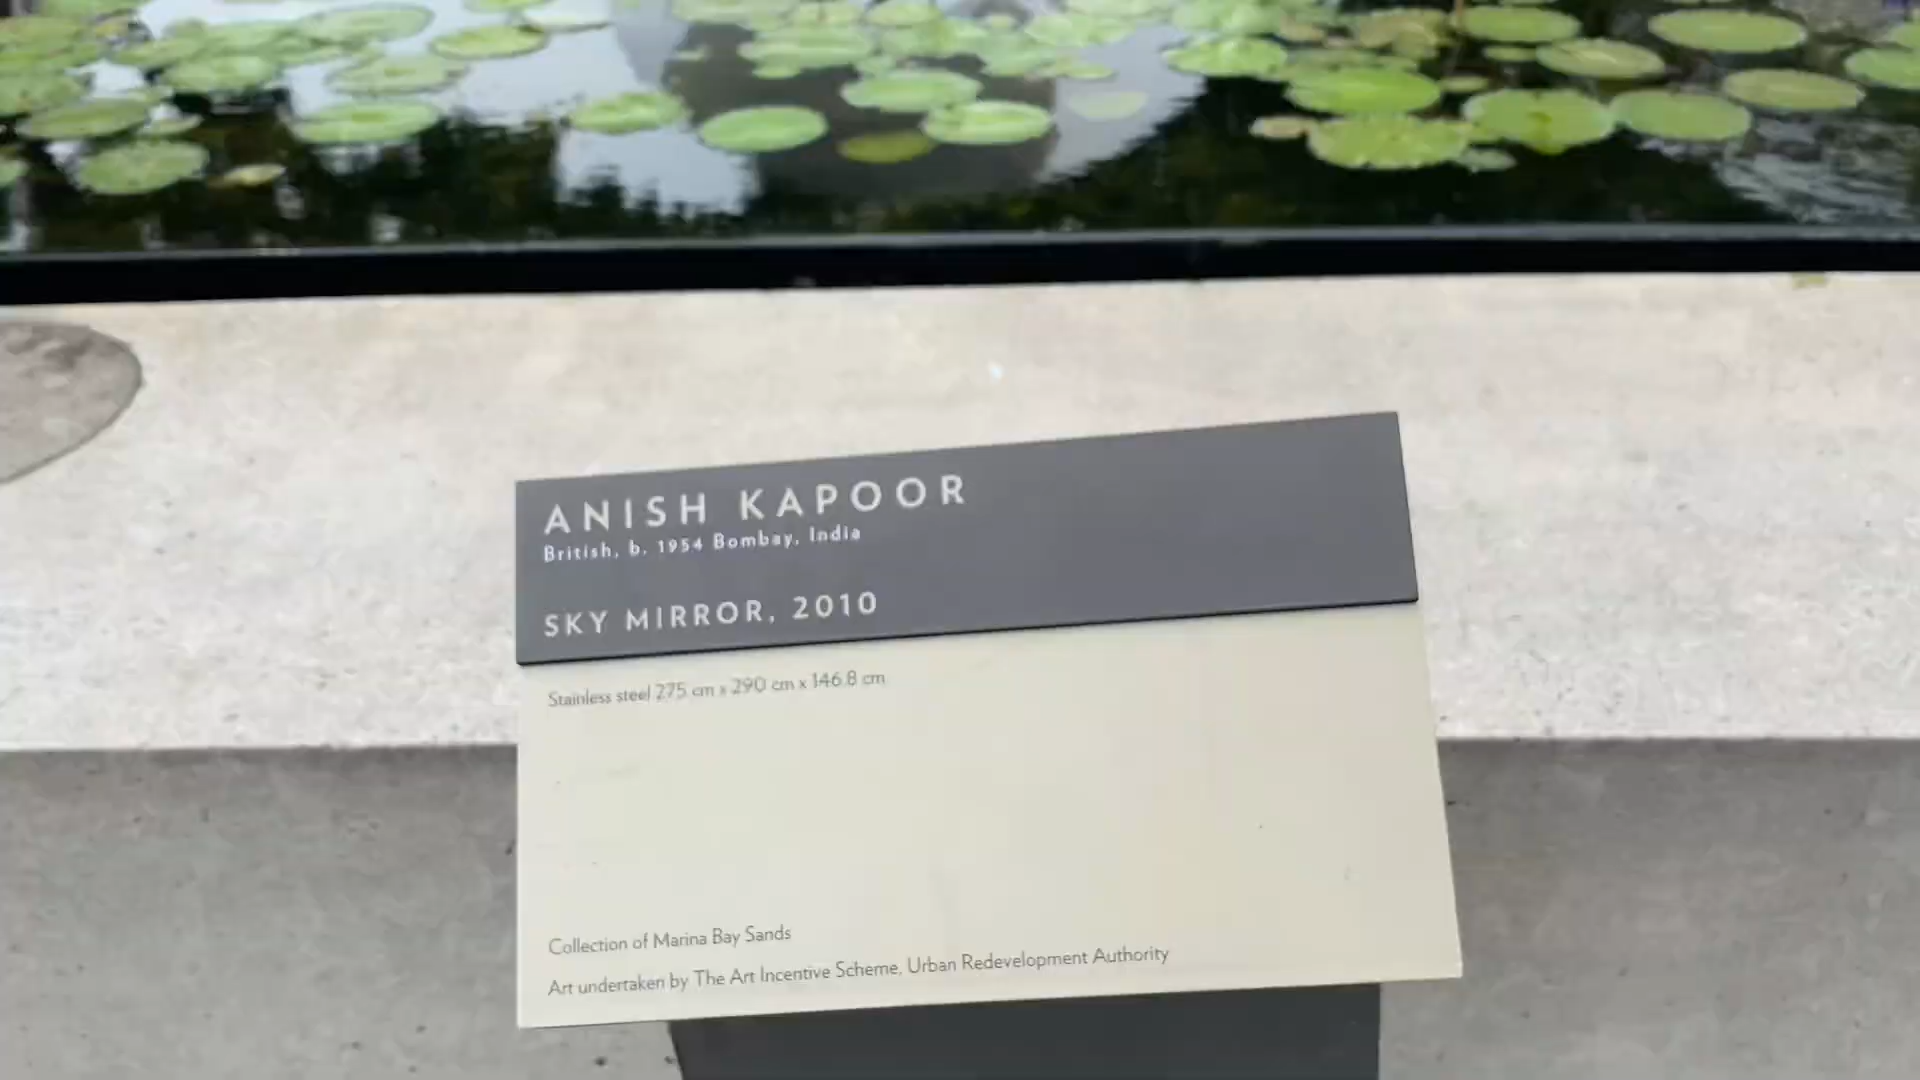 ANISH KAPOOR
British, b. 1954 Bombay, India
SKY MIRROR, 2010
Stainless steel 275 cm x 290 cm x 146.8 cm
Collection of Marina Bay Sands
Art undertaken by The Art Incentive Scheme, Urban Redevelopment Authority